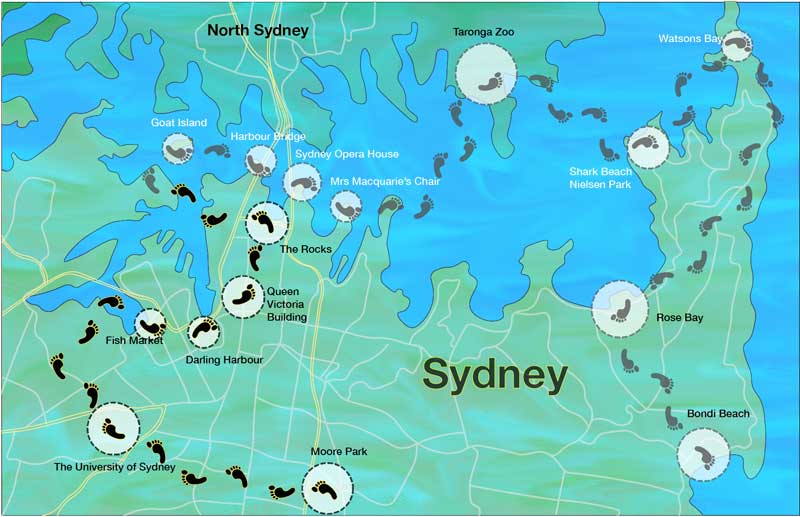 North Sydney
Taronga Zoo
Watsons Bay
Goat Island
Harbour Bridge
Sydney Opera House
Mrs Macquarie's Chair
Shark Beach
Nielsen Park
The Rocks
Queen
Victoria
Building
Rose Bay
Fish Market
Darling Harbour
Sydney
Bondi Beach
Moore Park
The University of Sydney